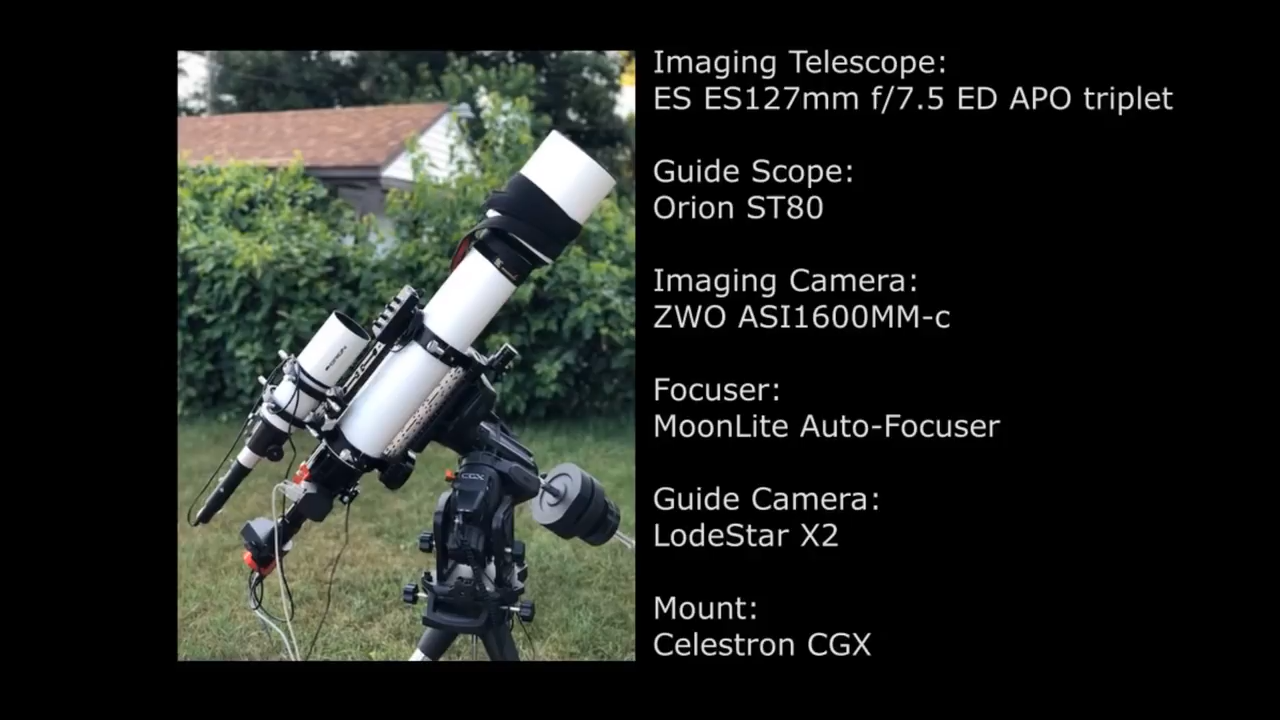 Imaging Telescope:
ES ES127mm f/7.5 ED APO triplet
Guide Scope:
Orion ST80
Imaging Camera:
ZWO ASI1600MM-c
Focuser:
MoonLite Auto-Focuser
Guide Camera:
LodeStar X2
Mount:
Celestron CGX
CGX